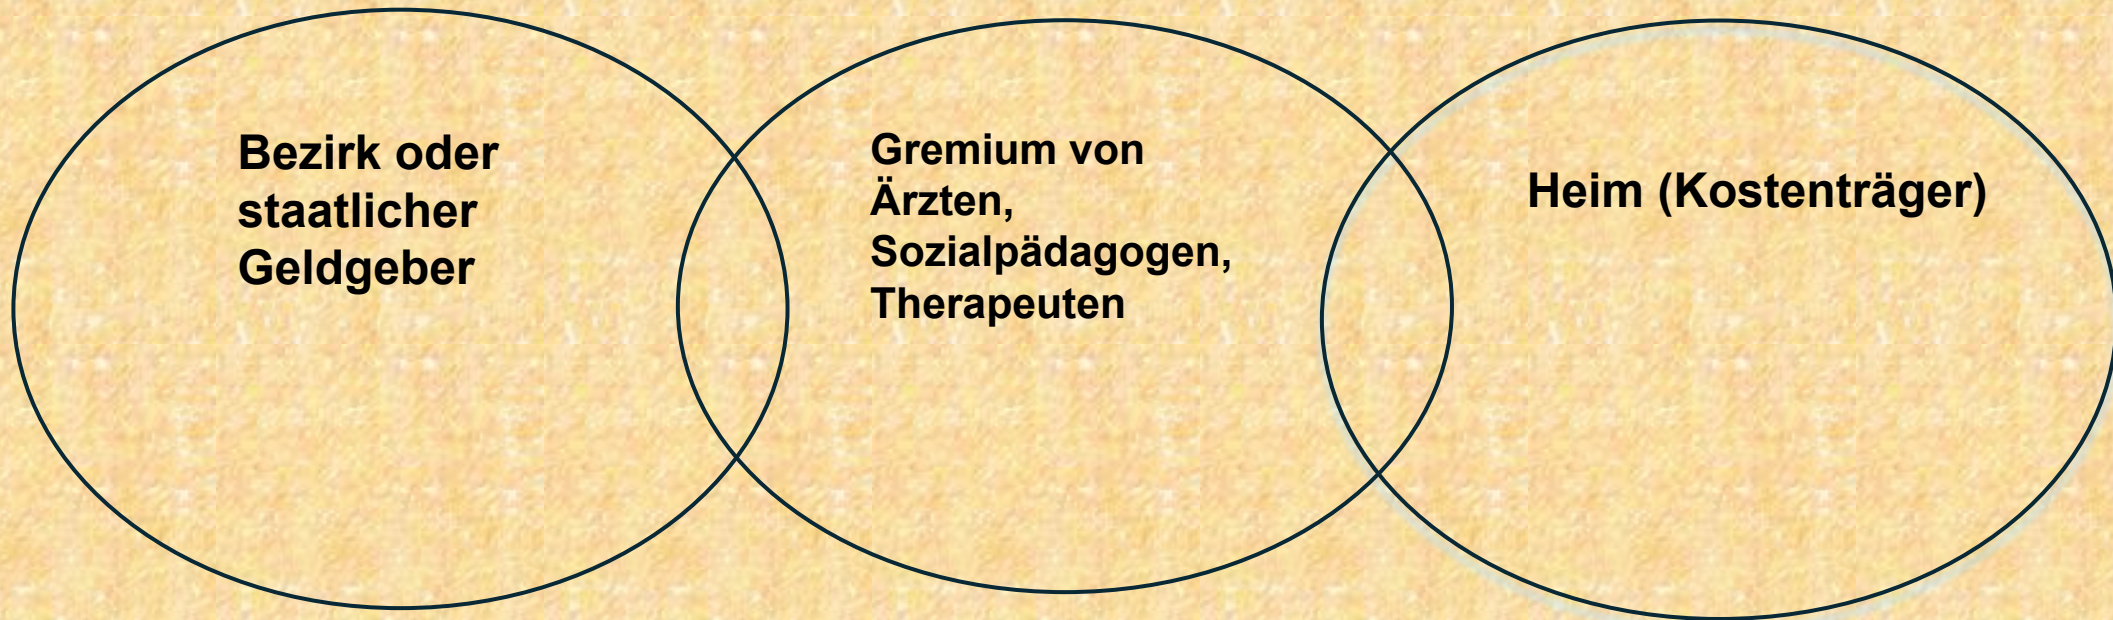 Bezirk oder
staatlicher
Geldgeber
Gremium von
Ärzten,
Sozialpädagogen,
Therapeuten
Heim (Kostenträger)